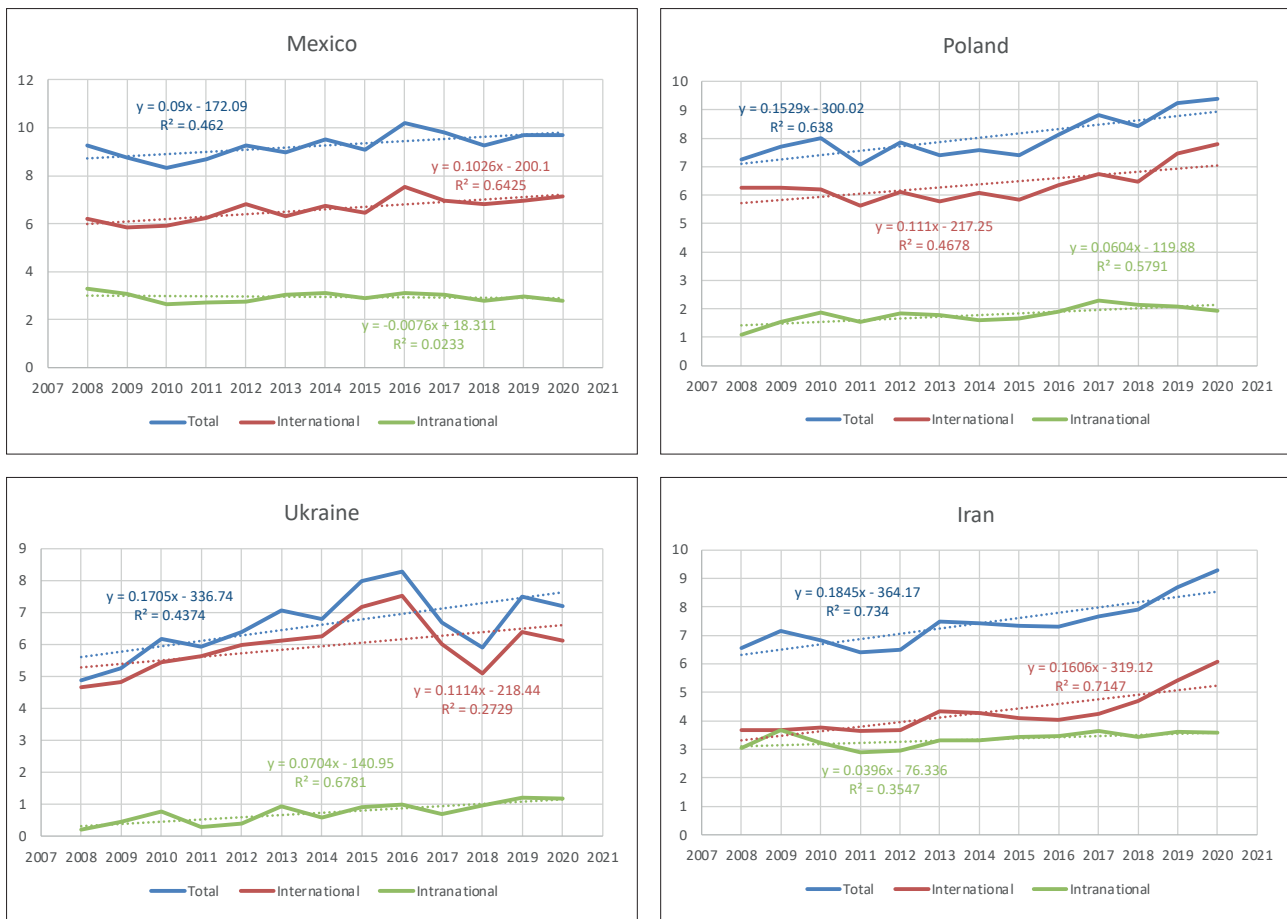 Mexico
12
10
8
6
4
2
0
y = 0.09x - 172.09
R² = 0.462
y = 0.1026x - 200.1
R² = 0.6425
y = -0.0076x + 18.311
R² = 0.0233
2007 2008 2009 2010 2011 2012 2013 2014 2015 2016 2017 2018 2019 2020 2021
Total International Intranational
Poland
10
9
8
7
6
5
4
3
2
1
0
y = 0.1529x - 300.02
R² = 0.638
y = 0.111x - 217.25
R² = 0.4678
y = 0.0604x - 119.88
R² = 0.5791
2007 2008 2009 2010 2011 2012 2013 2014 2015 2016 2017 2018 2019 2020 2021
Total International Intranational
Ukraine
9
8
7
6
5
4
3
2
1
0
y = 0.1705x - 336.74
R² = 0.4374
y = 0.1114x - 218.44
R² = 0.2729
y = 0.0704x - 140.95
R² = 0.6781
2007 2008 2009 2010 2011 2012 2013 2014 2015 2016 2017 2018 2019 2020 2021
Total International Intranational
Iran
10
9
8
7
6
5
4
3
2
1
0
y = 0.1845x - 364.17
R² = 0.734
y = 0.1606x - 319.12
R² = 0.7147
y = 0.0396x - 76.336
R² = 0.3547
2007 2008 2009 2010 2011 2012 2013 2014 2015 2016 2017 2018 2019 2020 2021
Total International Intranational